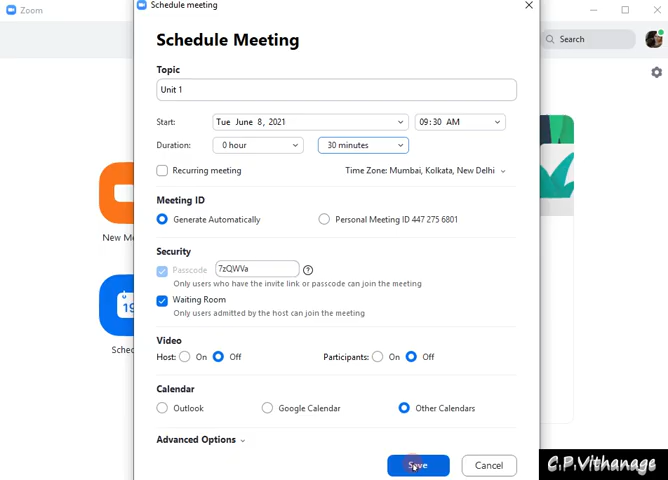 Zoom
Schedule meeting
Search
Schedule Meeting
Topic
Unit 1
Start: Tue June 8, 2021 09:30 AM
Duration: 0 hour 30 minutes
Recurring meeting Time Zone: Mumbai, Kolkata, New Delhi
Meeting ID
Generate Automatically Personal Meeting ID 447 275 6801
New Me
Security
Passcode 7zQWVa
Only users who have the invite link or passcode can join the meeting
Waiting Room
Only users admitted by the host can join the meeting
19
Video
Sched
Host: On Off Participants: On Off
Calendar
Outlook Google Calendar Other Calendars
Advanced Options
Save Cancel
C.P.Vithanage